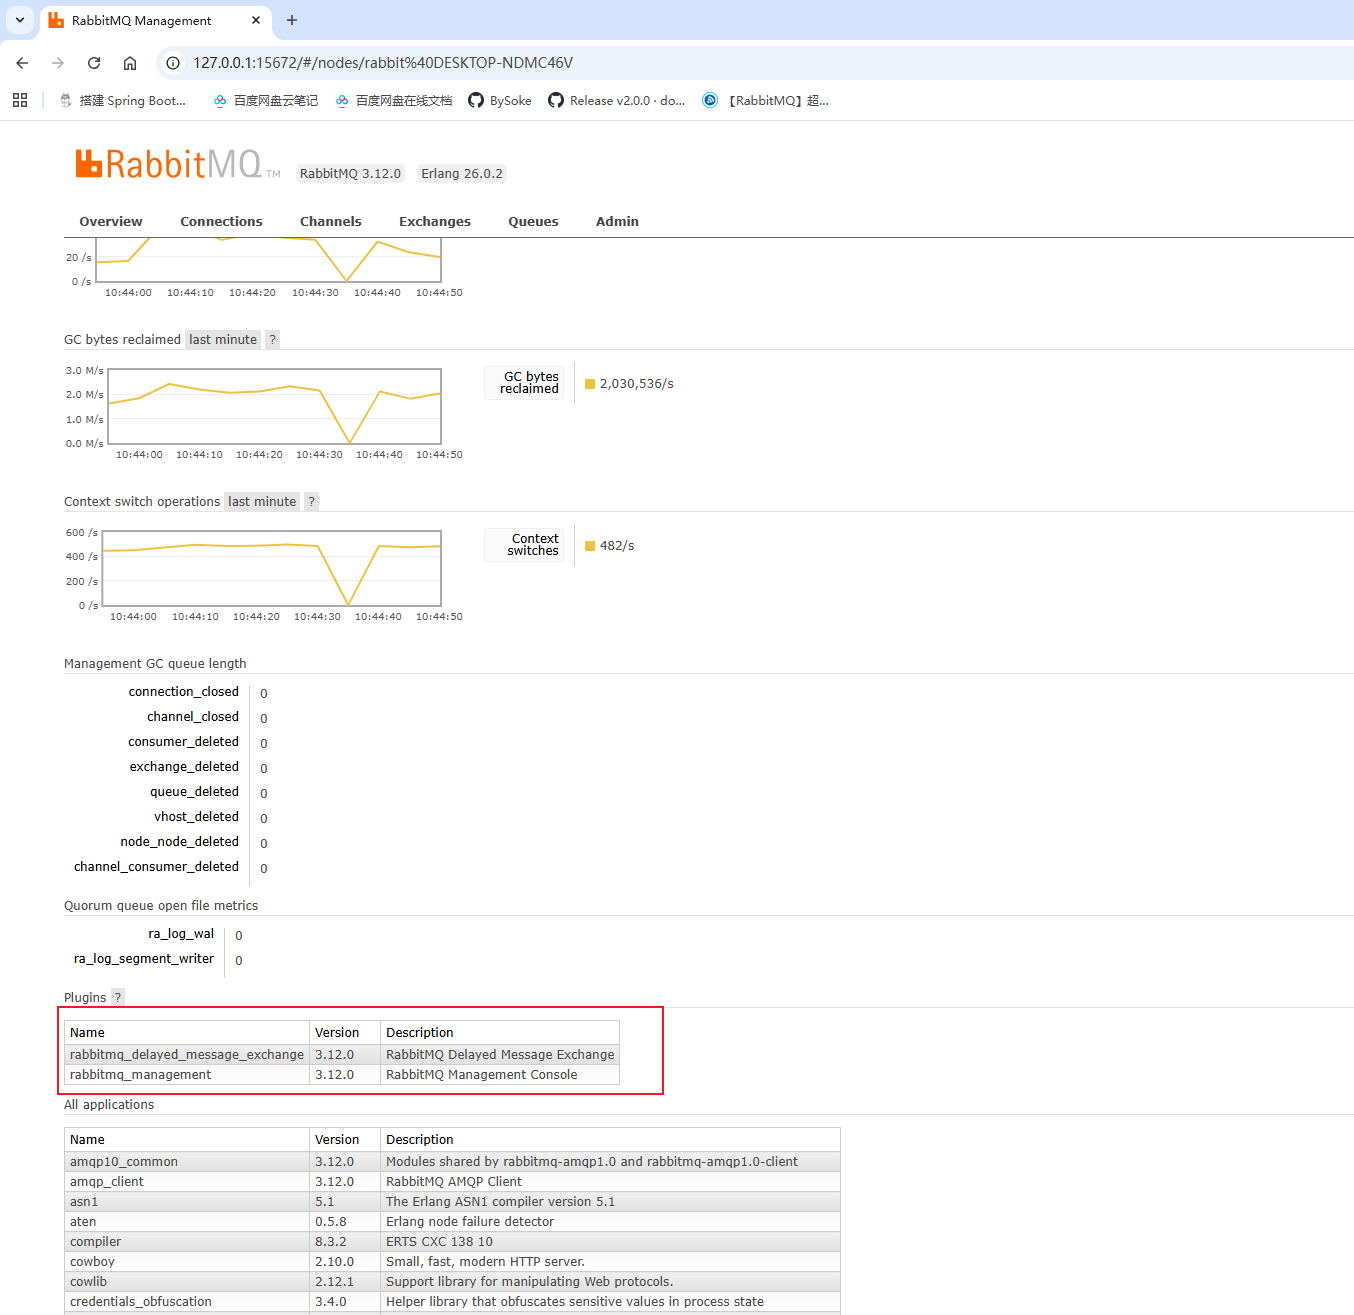 RabbitMQ Management
127.0.0.1:15672/#/nodes/rabbit%40DESKTOP-NDMC46V
搭建 Spring Boot...
百度网盘云笔记
百度网盘在线文档
BySoke
Release v2.0.0 · do...
【RabbitMQ】超...
RabbitMQ TM
RabbitMQ 3.12.0
Erlang 26.0.2
Overview Connections Channels Exchanges Queues Admin
20 /s
0 /s
10:44:00 10:44:10 10:44:20 10:44:30 10:44:40 10:44:50
GC bytes reclaimed last minute ?
3.0 M/s
2.0 M/s
1.0 M/s
0.0 M/s
10:44:00 10:44:10 10:44:20 10:44:30 10:44:40 10:44:50
GC bytes
reclaimed
2,030,536/s
Context switch operations last minute ?
600 /s
400 /s
200 /s
0 /s
10:44:00 10:44:10 10:44:20 10:44:30 10:44:40 10:44:50
Context
switches
482/s
Management GC queue length
connection_closed 0
channel_closed 0
consumer_deleted 0
exchange_deleted 0
queue_deleted 0
vhost_deleted 0
node_node_deleted 0
channel_consumer_deleted 0
Quorum queue open file metrics
ra_log_wal 0
ra_log_segment_writer 0
Plugins ?
Name Version Description
rabbitmq_delayed_message_exchange 3.12.0 RabbitMQ Delayed Message Exchange
rabbitmq_management 3.12.0 RabbitMQ Management Console
All applications
Name Version Description
amqp10_common 3.12.0 Modules shared by rabbitmq-amqp1.0 and rabbitmq-amqp1.0-client
amqp_client 3.12.0 RabbitMQ AMQP Client
asn1 5.1 The Erlang ASN1 compiler version 5.1
aten 0.5.8 Erlang node failure detector
compiler 8.3.2 ERTS CXC 138 10
cowboy 2.10.0 Small, fast, modern HTTP server.
cowlib 2.12.1 Support library for manipulating Web protocols.
credentials_obfuscation 3.4.0 Helper library that obfuscates sensitive values in process state